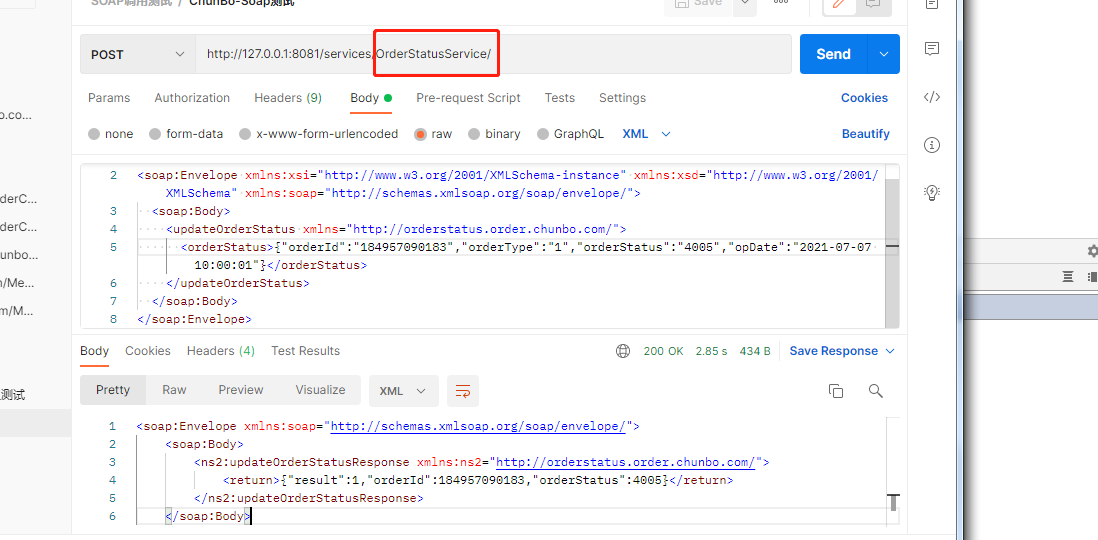 SOAP调用测试 / ChunBo-Soap测试
Save
POST
http://127.0.0.1:8081/services/OrderStatusService/
Send
Params Authorization Headers (9) Body Pre-request Script Tests Settings Cookies
none form-data x-www-form-urlencoded raw binary GraphQL XML Beautify
2 <soap:Envelope xmlns:xsi="http://www.w3.org/2001/XMLSchema-instance" xmlns:xsd="http://www.w3.org/2001/
XMLSchema" xmlns:soap="http://schemas.xmlsoap.org/soap/envelope/">
3 <soap:Body>
4 <updateOrderStatus xmlns="http://orderstatus.order.chunbo.com/">
5 <orderStatus>{"orderId":"184957090183","orderType":"1","orderStatus":"4005","opDate":"2021-07-07
10:00:01"}</orderStatus>
6 </updateOrderStatus>
7 </soap:Body>
8 </soap:Envelope>
Body Cookies Headers (4) Test Results 200 OK 2.85 s 434 B Save Response
Pretty Raw Preview Visualize XML
1 <soap:Envelope xmlns:soap="http://schemas.xmlsoap.org/soap/envelope/">
2 <soap:Body>
3 <ns2:updateOrderStatusResponse xmlns:ns2="http://orderstatus.order.chunbo.com/">
4 <return>{"result":1,"orderId":184957090183,"orderStatus":4005}</return>
5 </ns2:updateOrderStatusResponse>
6 </soap:Body>
o.co...
derC...
derC...
hunbo...
n/Me...
m/M...
测试